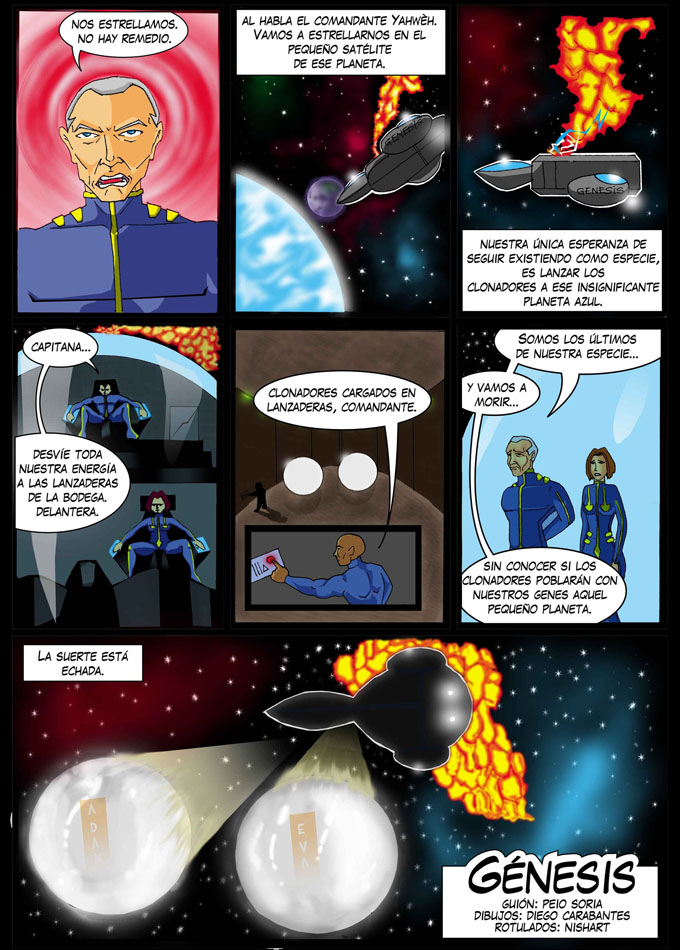 NOS ESTRELLAMOS.
NO HAY REMEDIO.
AL HABLA EL COMANDANTE YAHWÈH.
VAMOS A ESTRELLARNOS EN EL
PEQUEÑO SATÉLITE
DE ESE PLANETA.
GENESIS
GENESIS
NUESTRA ÚNICA ESPERANZA DE
SEGUIR EXISTIENDO COMO ESPECIE,
ES LANZAR LOS
CLONADORES A ESE INSIGNIFICANTE
PLANETA AZUL.
CAPITANA...
DESVÍE TODA
NUESTRA ENERGÍA
A LAS LANZADERAS
DE LA BODEGA.
DELANTERA.
CLONADORES CARGADOS EN
LANZADERAS, COMANDANTE.
SOMOS LOS ÚLTIMOS
DE NUESTRA ESPECIE...
Y VAMOS A
MORIR...
SIN CONOCER SI LOS
CLONADORES POBLARÁN CON
NUESTROS GENES AQUEL
PEQUEÑO PLANETA.
LA SUERTE ESTÁ
ECHADA.
ADAN
EVA
GÉNESIS
GUIÓN: PEIO SORIA
DIBUJOS: DIEGO CARABANTES
ROTULADOS: NISHART